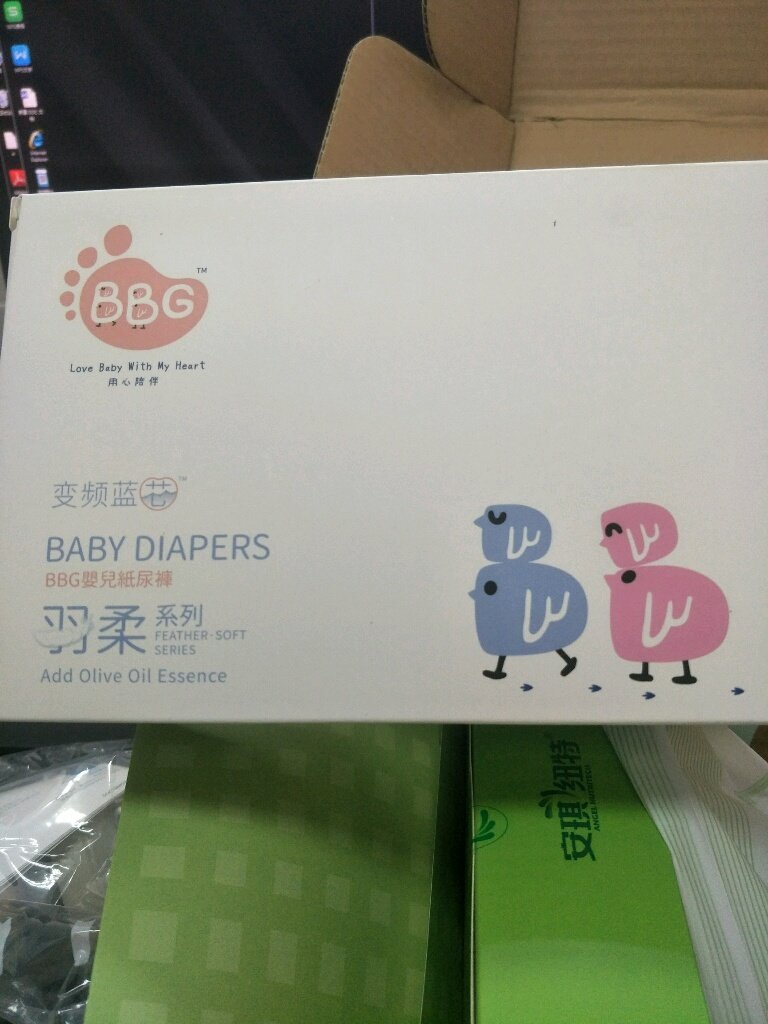 BBG
TM
Love Baby With My Heart
用心陪伴
变频蓝芯
TM
BABY DIAPERS
BBG嬰兒紙尿褲
羽柔系列
FEATHER-SOFT
SERIES
Add Olive Oil Essence
安琪纽特
ANGEL NUTRITECH